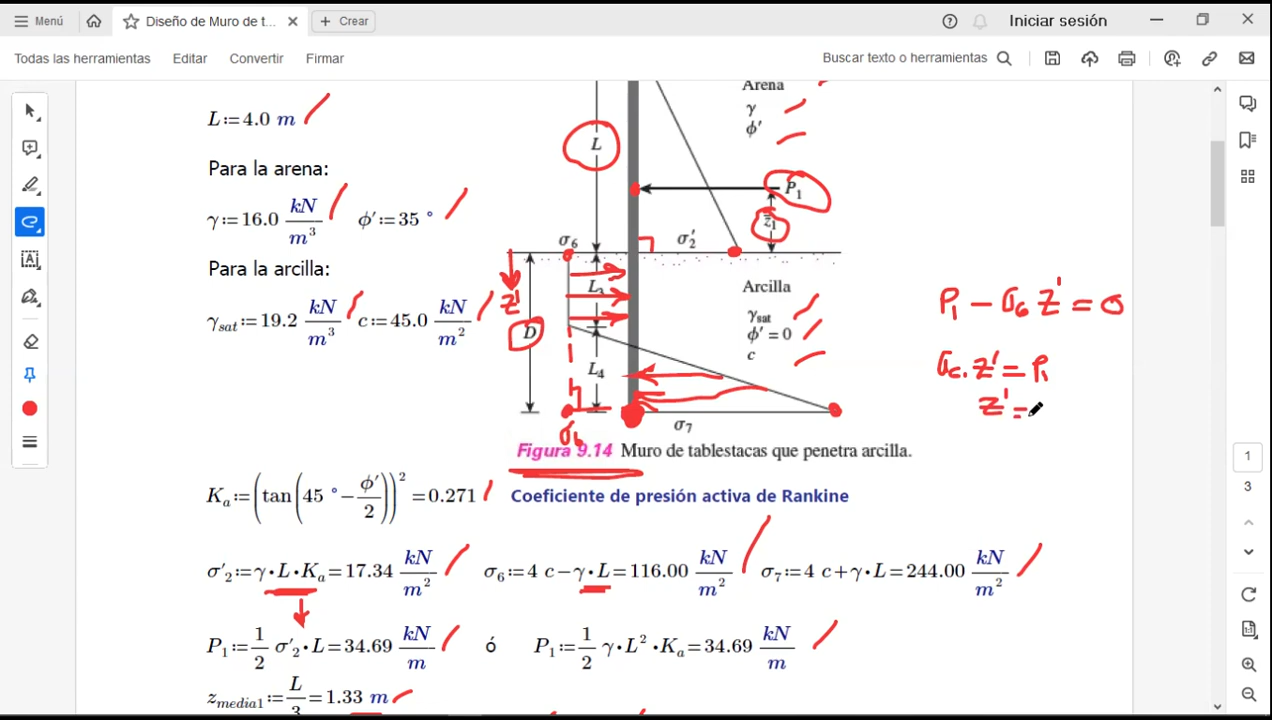 Menú
Diseño de Muro de t...
Crear
Iniciar sesión
Todas las herramientas Editar Convertir Firmar
Buscar texto o herramientas
L:=4.0 m
Para la arena:
γ:=16.0 kN/m³ ϕ':=35 °
Para la arcilla:
γsat:=19.2 kN/m³ c:=45.0 kN/m²
Arena
γ
ϕ'
L
P₁
z̄₁
σ₆ σ'₂
z'
L₃
D
L₄
Arcilla
γsat
ϕ'=0
c
σ₆
σ₇
P₁ − σ₆ z' = 0
σ₆. z' = P₁
z' =
Figura 9.14 Muro de tablestacas que penetra arcilla.
Kₐ:=(tan(45 °−ϕ'/2))²=0.271 Coeficiente de presión activa de Rankine
σ'₂:=γ·L·Kₐ=17.34 kN/m² σ₆:=4 c−γ·L=116.00 kN/m² σ₇:=4 c+γ·L=244.00 kN/m²
P₁:=1/2 σ'₂·L=34.69 kN/m ó P₁:=1/2 γ·L²·Kₐ=34.69 kN/m
zmedia1:=L/3=1.33 m
1
3